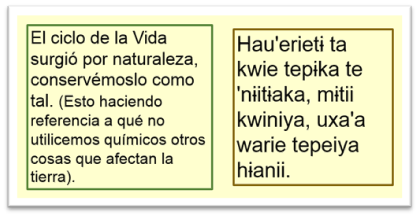 El ciclo de la Vida
surgió por naturaleza,
conservémoslo como
tal. (Esto haciendo
referencia a qué no
utilicemos químicos otros
cosas que afectan la
tierra).
Hau'erietɨ ta
kwie tepɨka te
'nɨitɨaka, mɨtii
kwiniya, uxa'a
warie tepeiya
hɨanii.